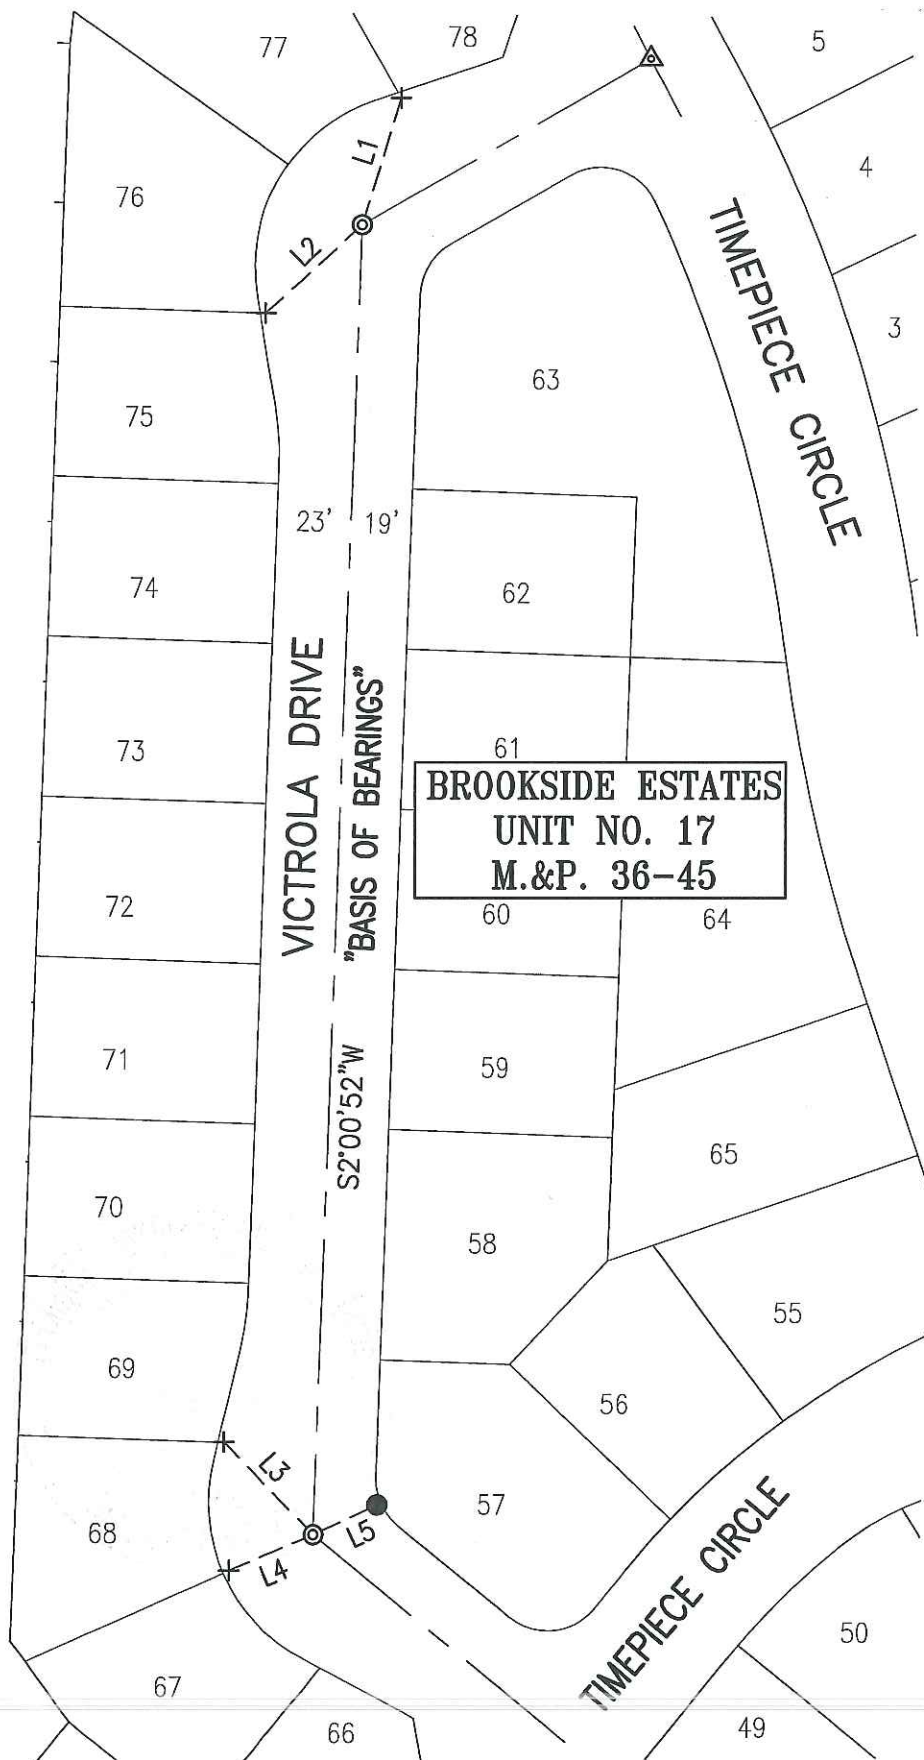 77
78
5
L1
76
4
L2
TIMEPIECE CIRCLE
3
63
75
23'
19'
74
62
VICTROLA DRIVE
"BASIS OF BEARINGS"
73
61
BROOKSIDE ESTATES
UNIT NO. 17
M.&P. 36-45
72
60
64
71
59
S2°00'52"W
65
70
58
55
69
56
L3
57
68
L5
L4
TIMEPIECE CIRCLE
50
67
66
49